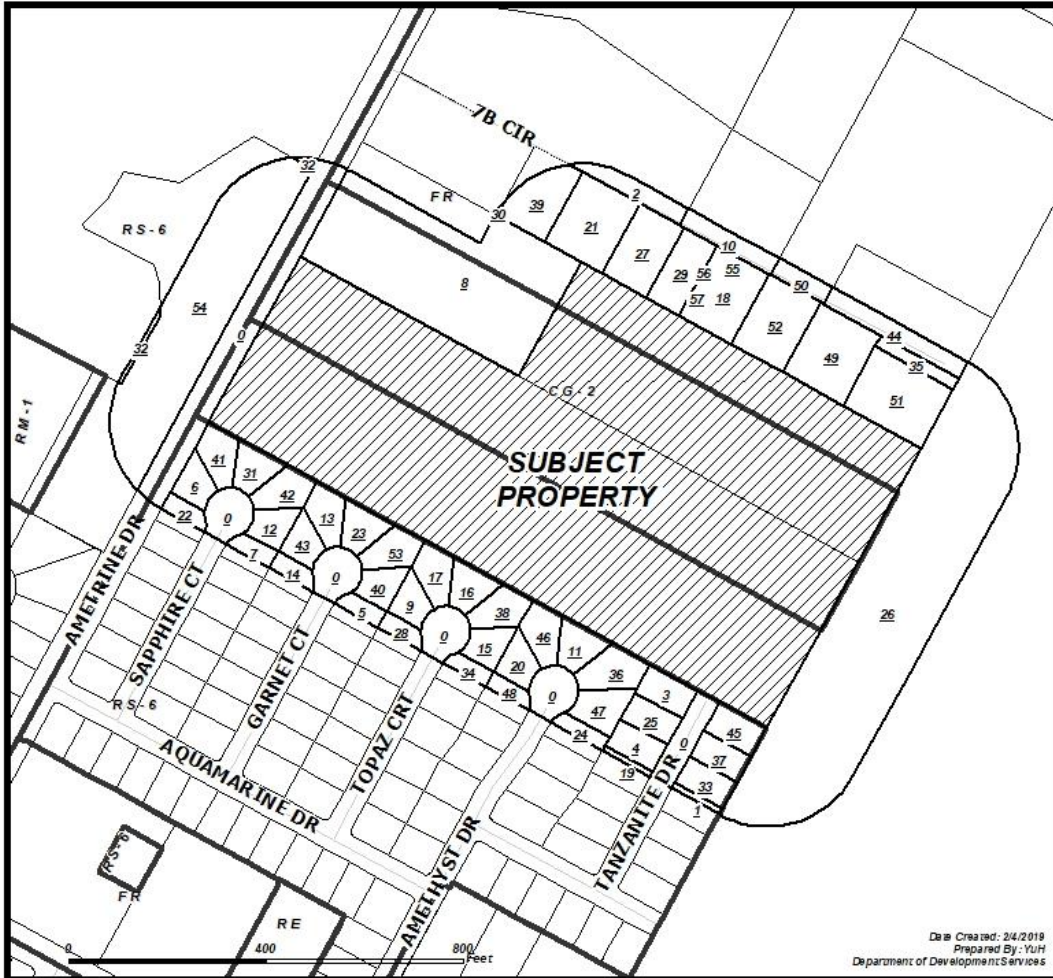 7B CIR
32
2
FR
30
39
RS-6
21
10
27
29
56
55
50
8
57
18
54
52
44
0
49
35
32
51
CG-2
RM-1
SUBJECT
PROPERTY
41
31
6
42
22
0
13
12
23
43
7
53
14
0
17
40
16
26
5
9
38
28
0
46
15
11
34
20
36
48
0
3
47
25
45
24
4
0
37
19
33
1
AMETRINE DR
SAPPHIRE CT
RS-6
GARNET CT
TOPAZ CRT
AQUAMARINE DR
AMETHYST DR
TANZANITE DR
RS-6
FR
RE
0 400 800
Feet
Date Created: 2/4/2019
Prepared By: YuH
Department of Development Services